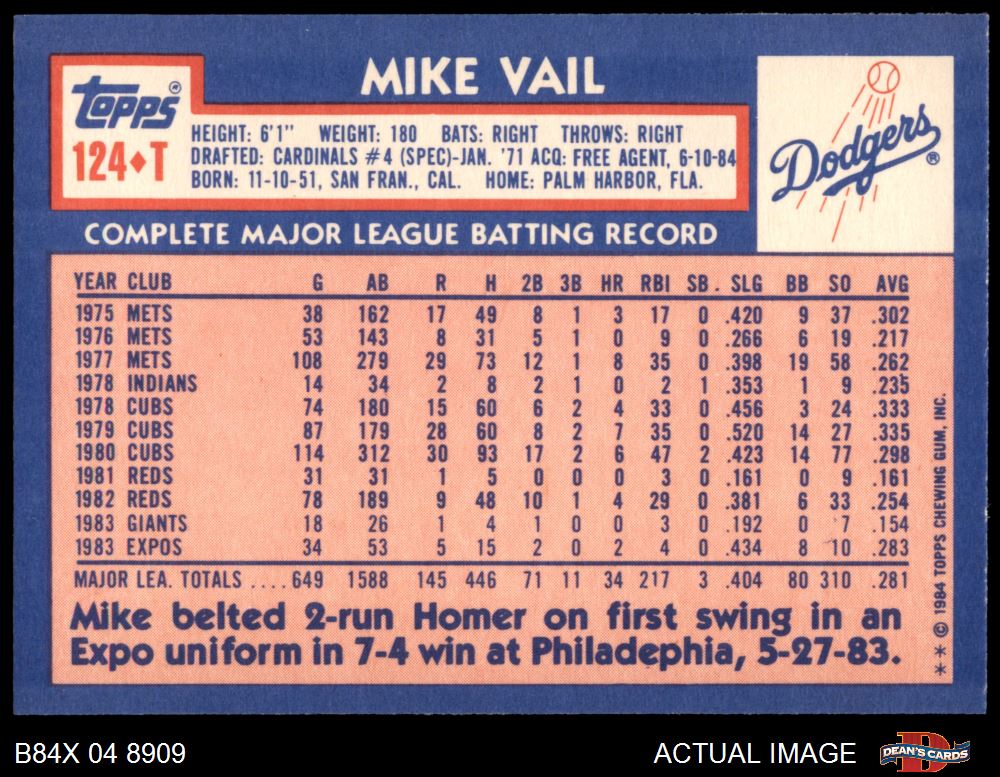 MIKE VAIL
Topps®
124♦T
HEIGHT: 6'1" WEIGHT: 180 BATS: RIGHT THROWS: RIGHT
DRAFTED: CARDINALS #4 (SPEC)-JAN. '71 ACQ: FREE AGENT, 6-10-84
BORN: 11-10-51, SAN FRAN., CAL. HOME: PALM HARBOR, FLA.
Dodgers®
COMPLETE MAJOR LEAGUE BATTING RECORD
YEAR CLUB G AB R H 2B 3B HR RBI SB. SLG BB SO AVG
1975 METS 38 162 17 49 8 1 3 17 0 .420 9 37 .302
1976 METS 53 143 8 31 5 1 0 9 0 .266 6 19 .217
1977 METS 108 279 29 73 12 1 8 35 0 .398 19 58 .262
1978 INDIANS 14 34 2 8 2 1 0 2 1 .353 1 9 .235
1978 CUBS 74 180 15 60 6 2 4 33 0 .456 3 24 .333
1979 CUBS 87 179 28 60 8 2 7 35 0 .520 14 27 .335
1980 CUBS 114 312 30 93 17 2 6 47 2 .423 14 77 .298
1981 REDS 31 31 1 5 0 0 0 3 0 .161 0 9 .161
1982 REDS 78 189 9 48 10 1 4 29 0 .381 6 33 .254
1983 GIANTS 18 26 1 4 1 0 0 3 0 .192 0 7 .154
1983 EXPOS 34 53 5 15 2 0 2 4 0 .434 8 10 .283
MAJOR LEA. TOTALS ....649 1588 145 446 71 11 34 217 3 .404 80 310 .281
Mike belted 2-run Homer on first swing in an
Expo uniform in 7-4 win at Philadephia, 5-27-83.
** © 1984 TOPPS CHEWING GUM, INC.
B84X 04 8909
ACTUAL IMAGE
DEAN'S CARDS